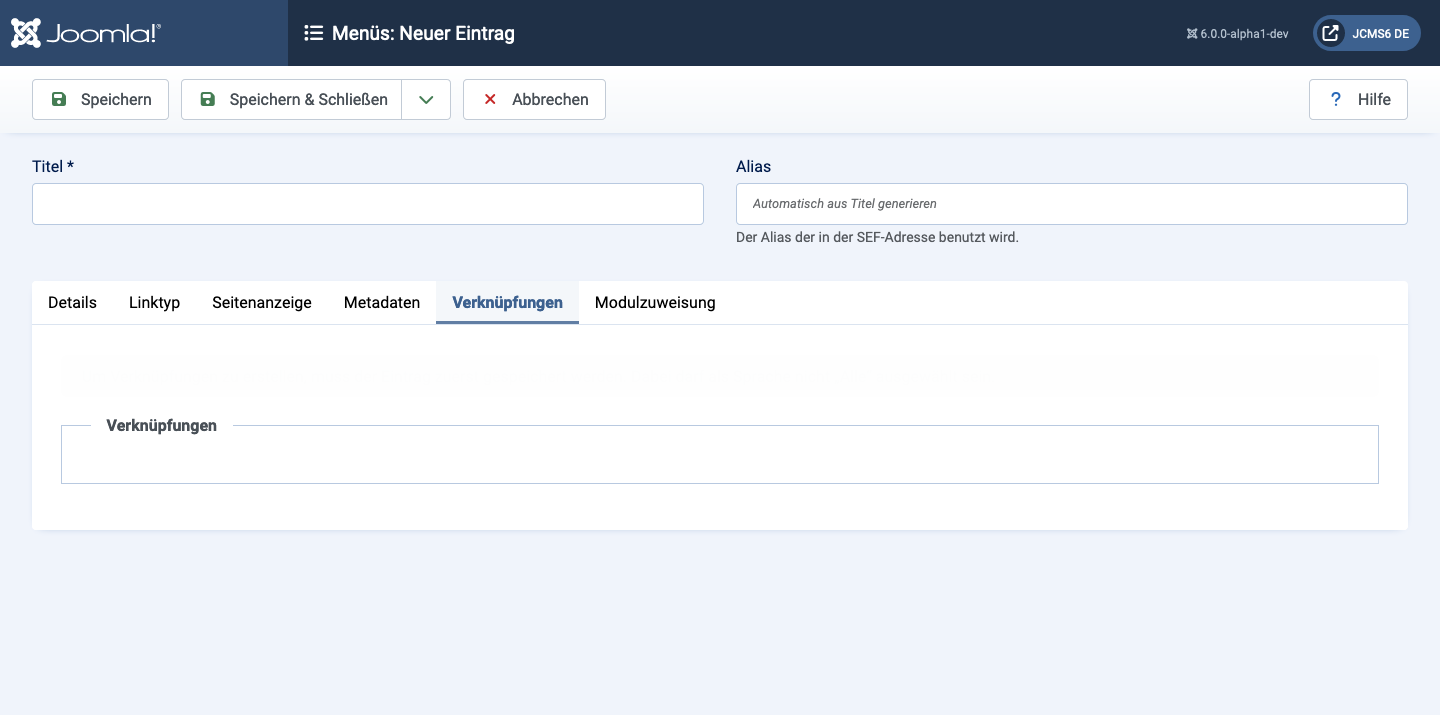 Joomla!®
Menüs: Neuer Eintrag
6.0.0-alpha1-dev
JCMS6 DE
Speichern
Speichern & Schließen
Abbrechen
? Hilfe
Titel *
Alias
Automatisch aus Titel generieren
Der Alias der in der SEF-Adresse benutzt wird.
Details Linktyp Seitenanzeige Metadaten Verknüpfungen Modulzuweisung
Verknüpfungen